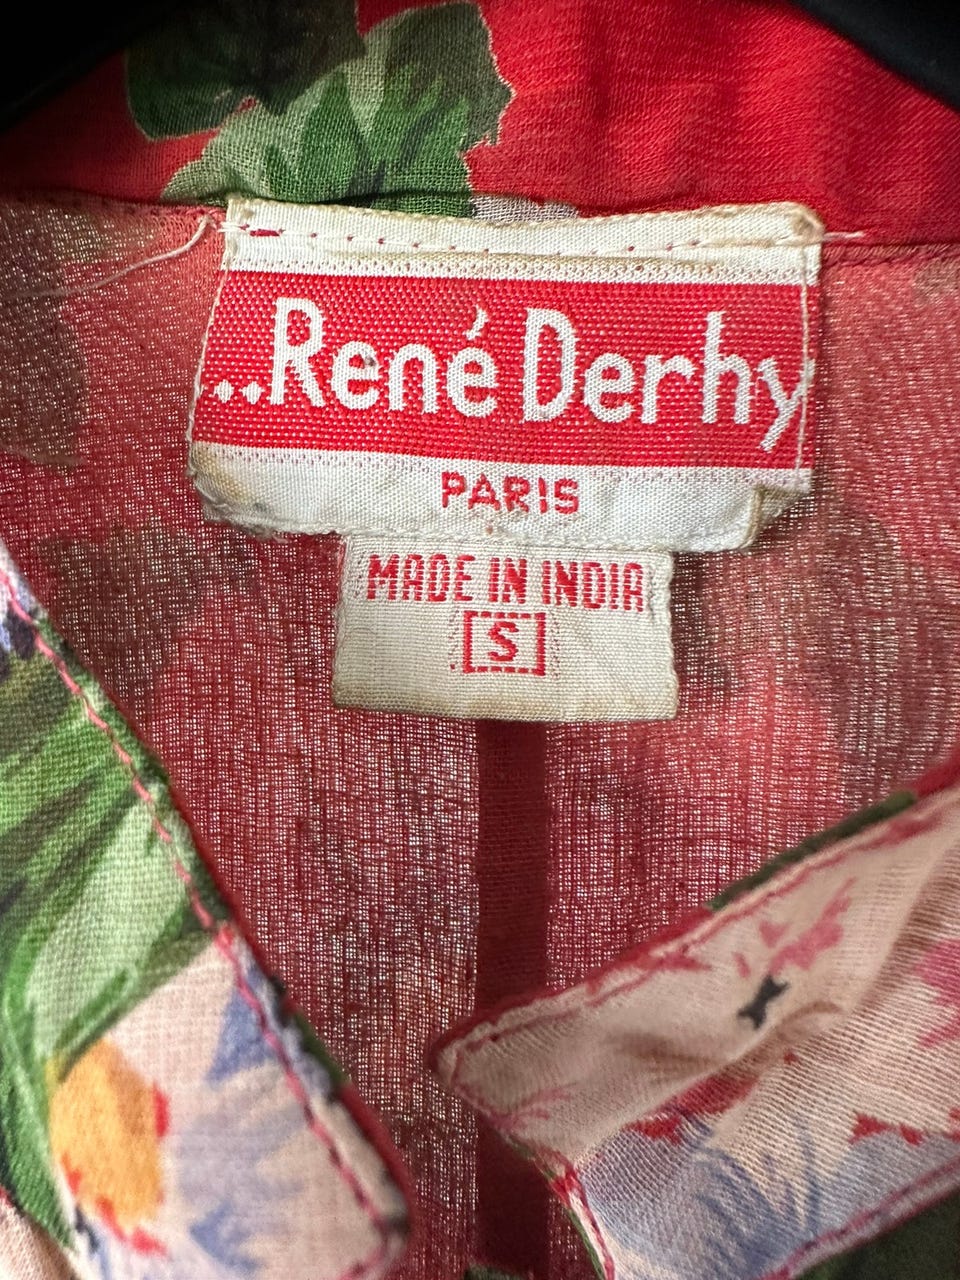 ..René Derhy
PARIS
MADE IN INDIA
S